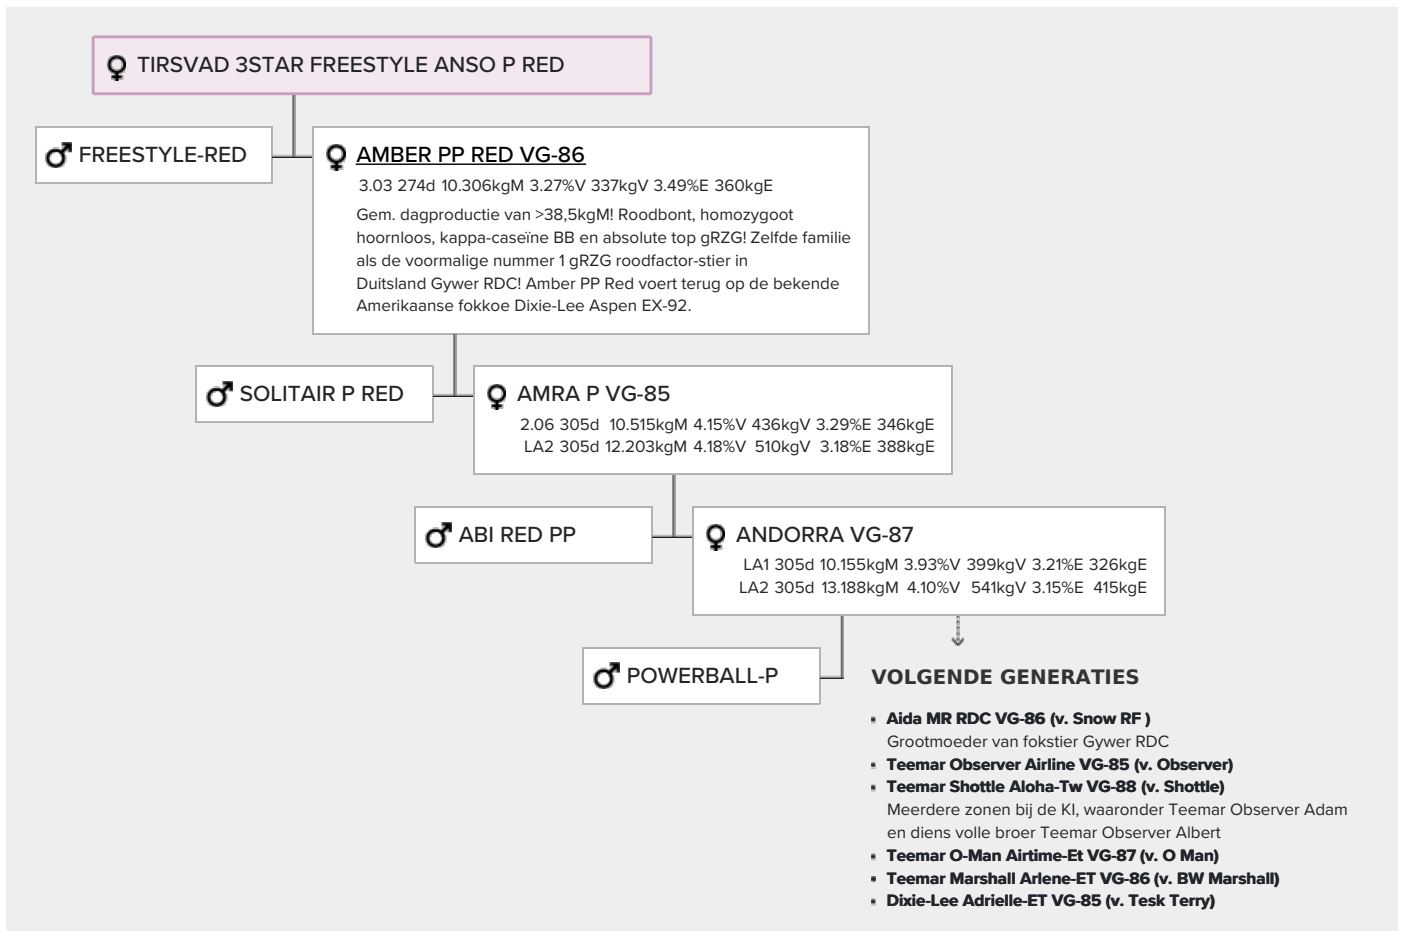 TIRSVAD 3STAR FREESTYLE ANSO P RED
FREESTYLE-RED
AMBER PP RED VG-86
3.03 274d 10.306kgM 3.27%V 337kgV 3.49%E 360kgE
Gem. dagproductie van >38,5kgM! Roodbont, homozygoot
hoornloos, kappa-caseïne BB en absolute top gRZG! Zelfde familie
als de voormalige nummer 1 gRZG roodfactor-stier in
Duitsland Gywer RDC! Amber PP Red voert terug op de bekende
Amerikaanse fokkoe Dixie-Lee Aspen EX-92.
SOLITAIR P RED
AMRA P VG-85
2.06 305d 10.515kgM 4.15%V 436kgV 3.29%E 346kgE
LA2 305d 12.203kgM 4.18%V 510kgV 3.18%E 388kgE
ABI RED PP
ANDORRA VG-87
LA1 305d 10.155kgM 3.93%V 399kgV 3.21%E 326kgE
LA2 305d 13.188kgM 4.10%V 541kgV 3.15%E 415kgE
POWERBALL-P
VOLGENDE GENERATIES
Aida MR RDC VG-86 (v. Snow RF )
Grootmoeder van fokstier Gywer RDC
Teemar Observer Airline VG-85 (v. Observer)
Teemar Shottle Aloha-Tw VG-88 (v. Shottle)
Meerdere zonen bij de KI, waaronder Teemar Observer Adam
en diens volle broer Teemar Observer Albert
Teemar O-Man Airtime-Et VG-87 (v. O Man)
Teemar Marshall Arlene-ET VG-86 (v. BW Marshall)
Dixie-Lee Adrielle-ET VG-85 (v. Tesk Terry)